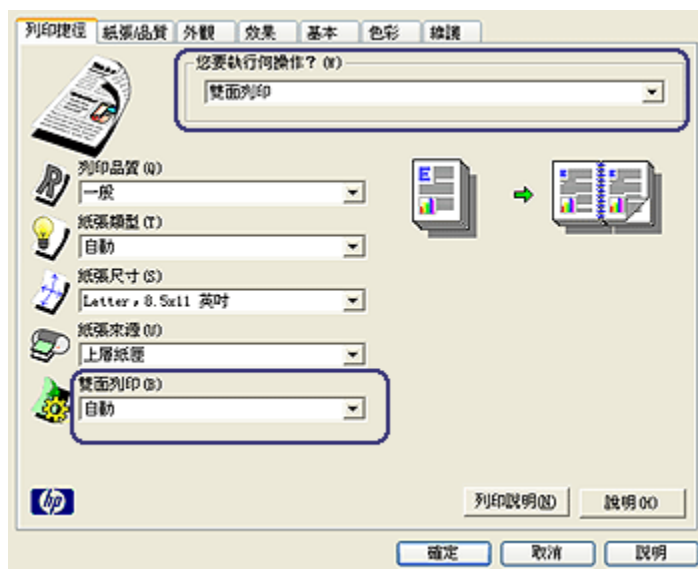 列印捷徑 紙張/品質 外觀 效果 基本 色彩 維護
您要執行何操作? (W)
雙面列印
列印品質 (Q)
一般
紙張類型 (T)
自動
紙張尺寸 (S)
Letter, 8.5x11 英吋
紙張來源 (U)
上層紙匣
雙面列印 (B)
自動
hp
列印說明(N) 說明(K)
確定 取消 說明